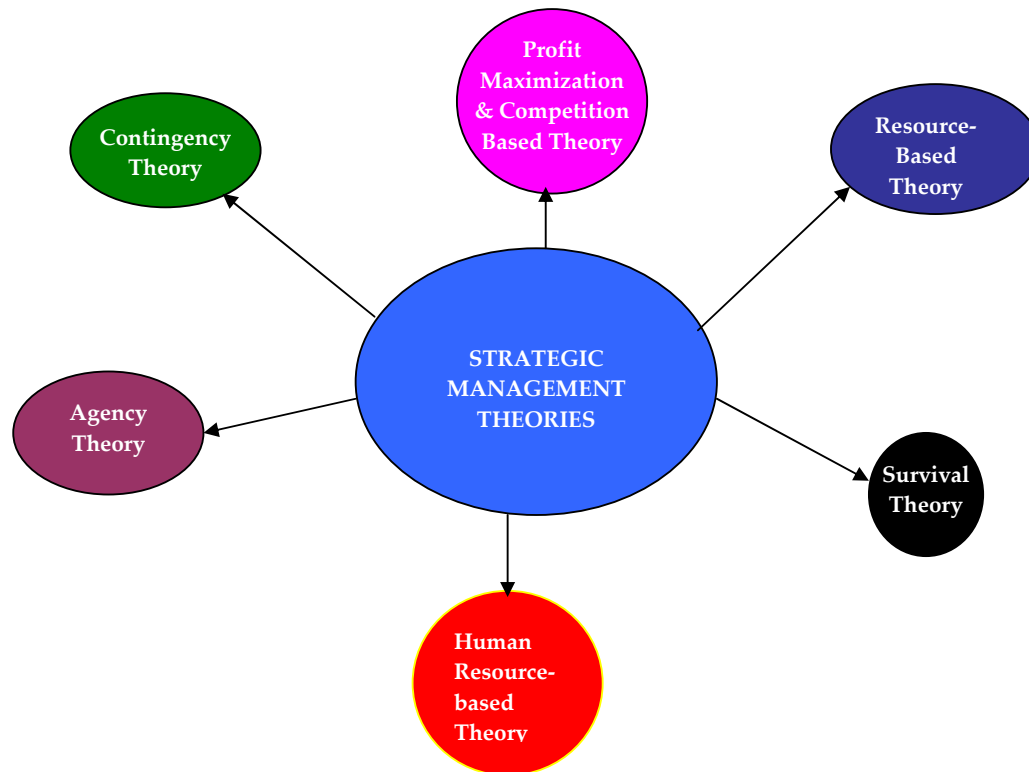 Profit
Maximization
& Competition
Based Theory
Contingency
Theory
Resource-
Based
Theory
STRATEGIC
MANAGEMENT
THEORIES
Agency
Theory
Survival
Theory
Human
Resource-
based
Theory